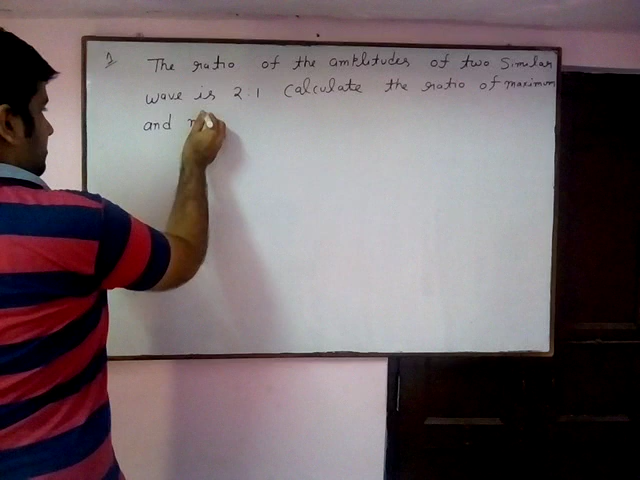 The ratio of the amplitudes of two similar
wave is 2:1 Calculate the ratio of maximum
and